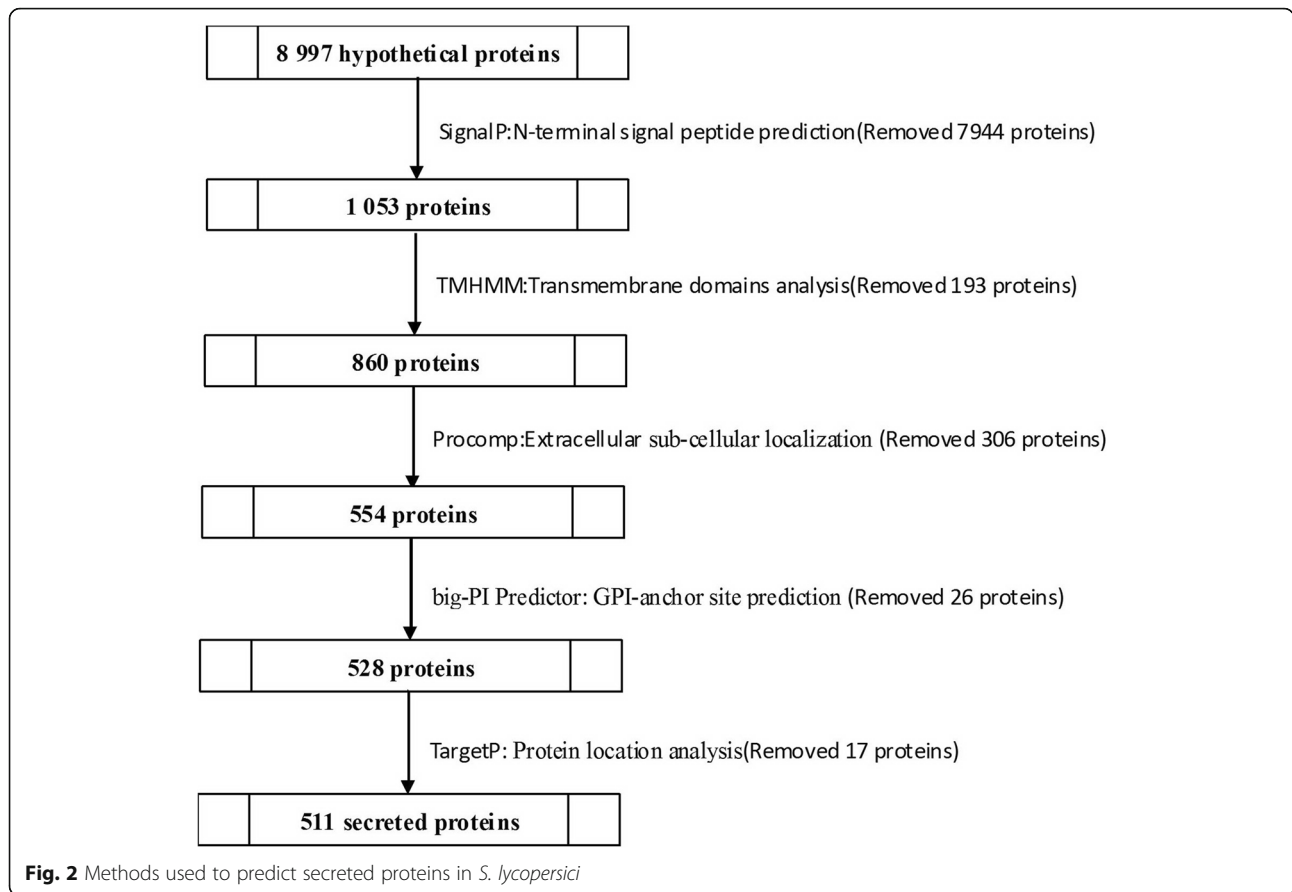 8 997 hypothetical proteins
SignalP:N-terminal signal peptide prediction(Removed 7944 proteins)
1 053 proteins
TMHMM:Transmembrane domains analysis(Removed 193 proteins)
860 proteins
Procomp:Extracellular sub-cellular localization (Removed 306 proteins)
554 proteins
big-PI Predictor: GPI-anchor site prediction (Removed 26 proteins)
528 proteins
TargetP: Protein location analysis(Removed 17 proteins)
511 secreted proteins
Fig. 2 Methods used to predict secreted proteins in S. lycopersici